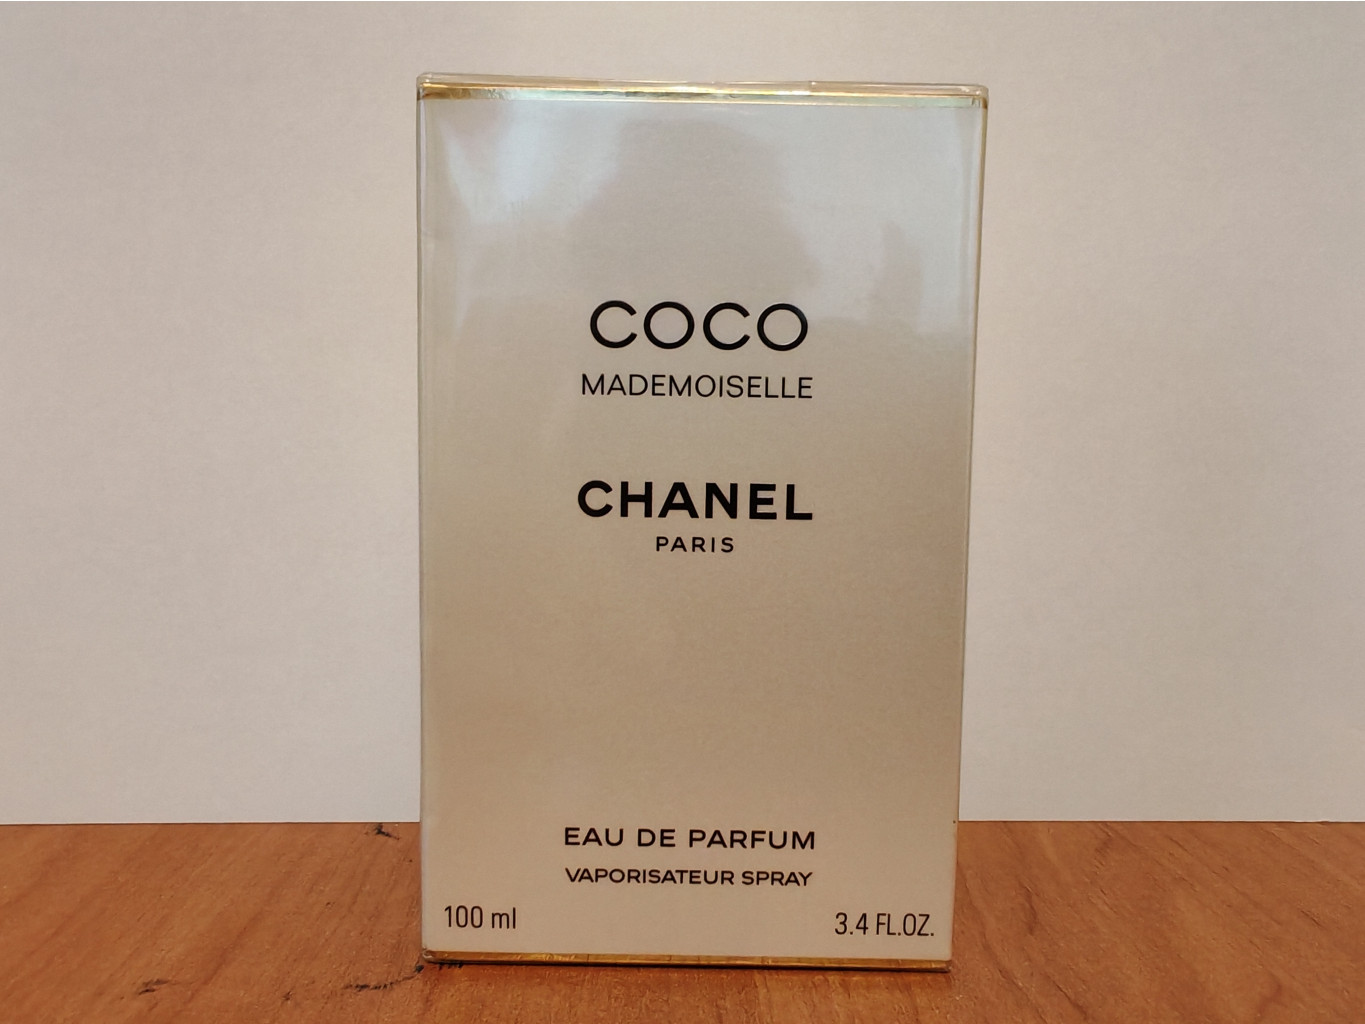 COCO
MADEMOISELLE
CHANEL
PARIS
EAU DE PARFUM
VAPORISATEUR SPRAY
100 ml
3.4 FL.OZ.